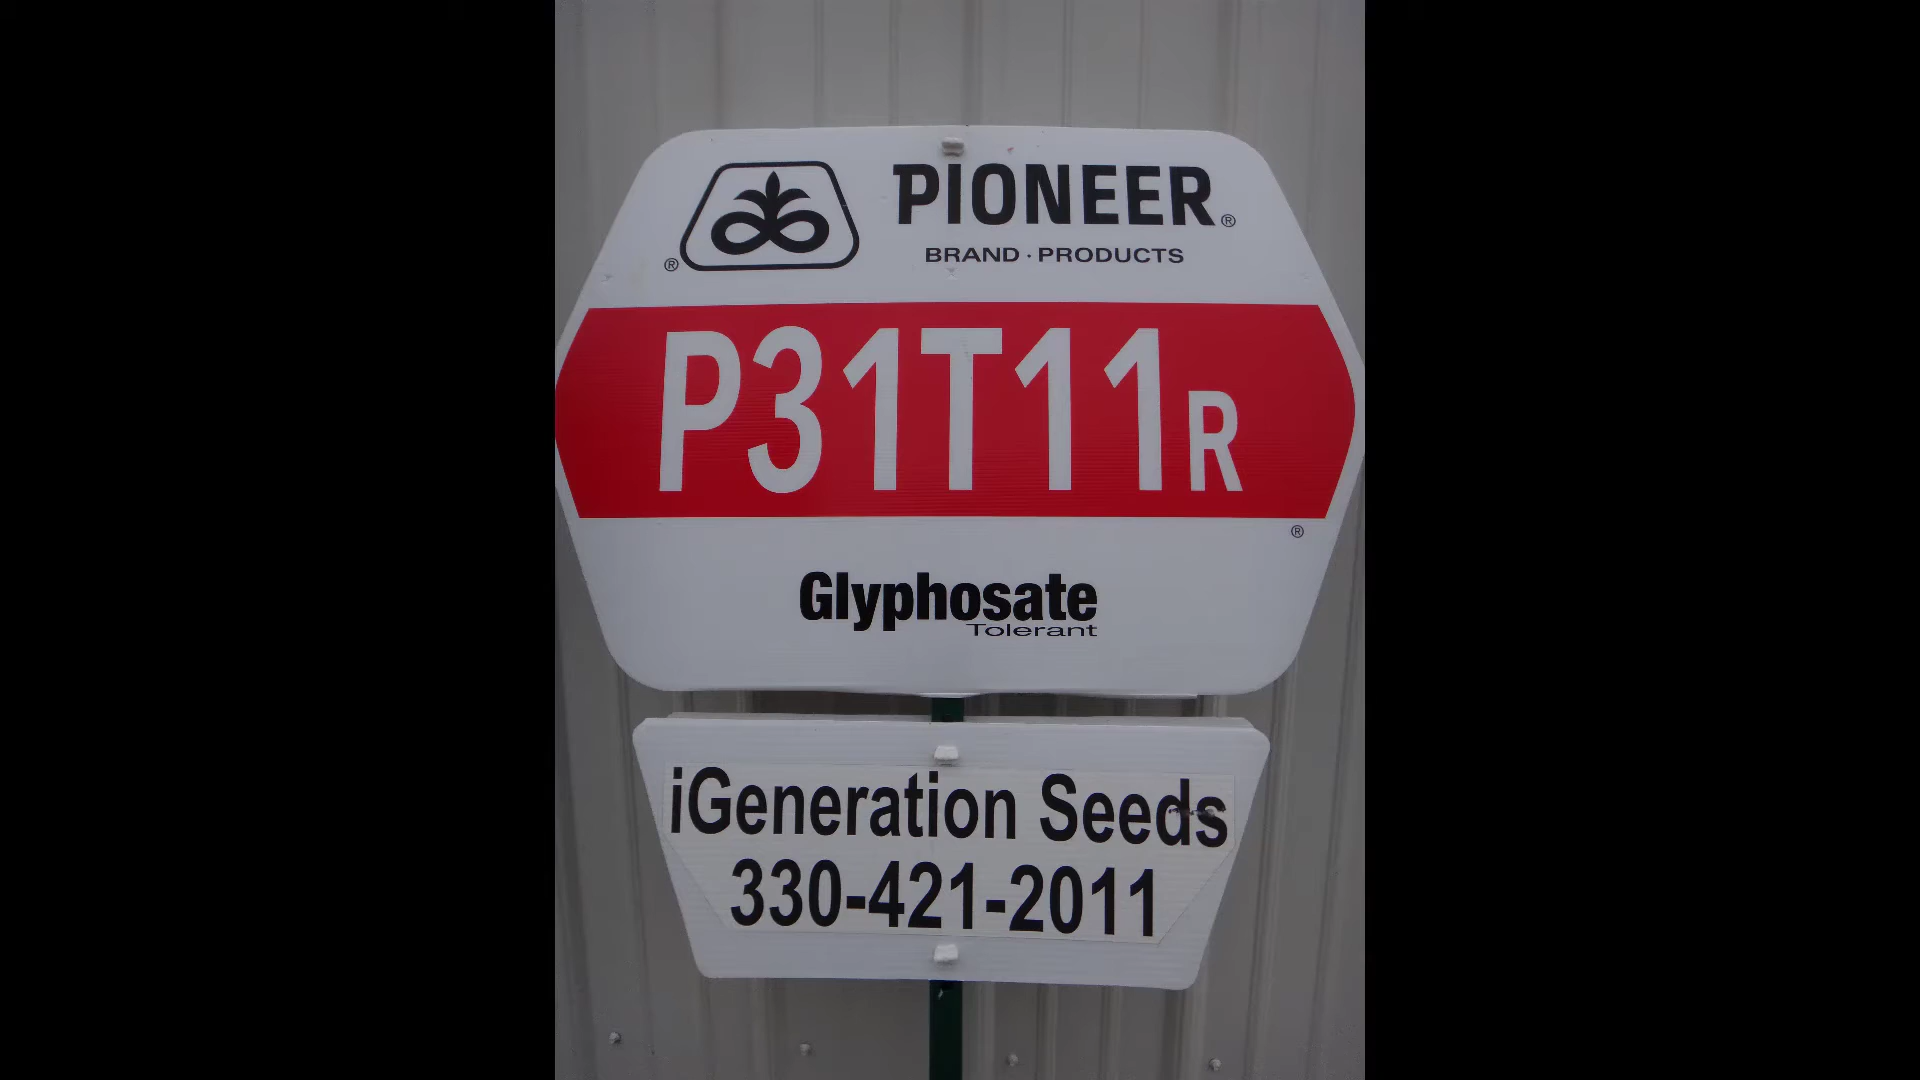 PIONEER®
®
BRAND · PRODUCTS
P31T11R
®
Glyphosate
Tolerant
iGeneration Seeds
330-421-2011